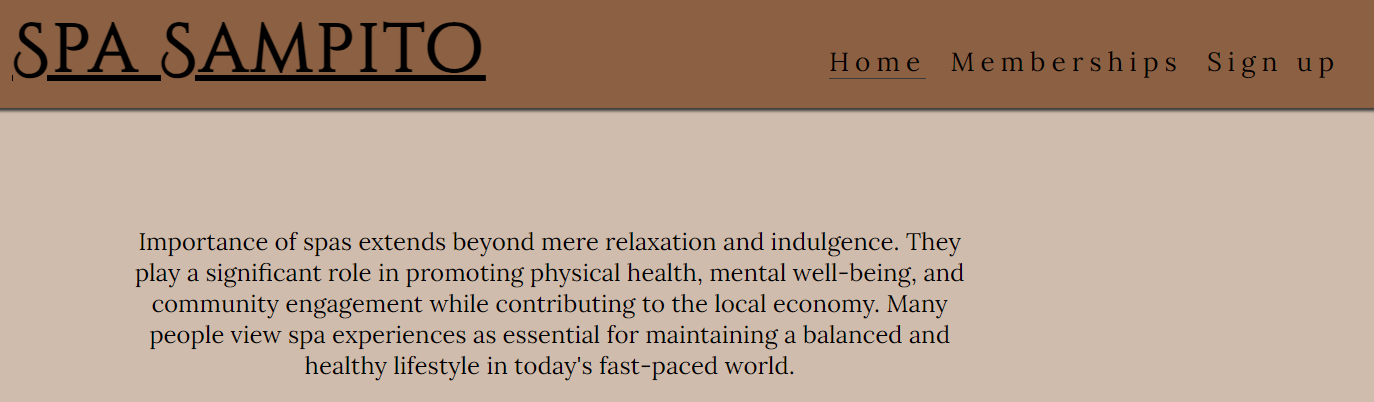 Spa Sampito
Home Memberships Sign up
Importance of spas extends beyond mere relaxation and indulgence. They
play a significant role in promoting physical health, mental well-being, and
community engagement while contributing to the local economy. Many
people view spa experiences as essential for maintaining a balanced and
healthy lifestyle in today's fast-paced world.